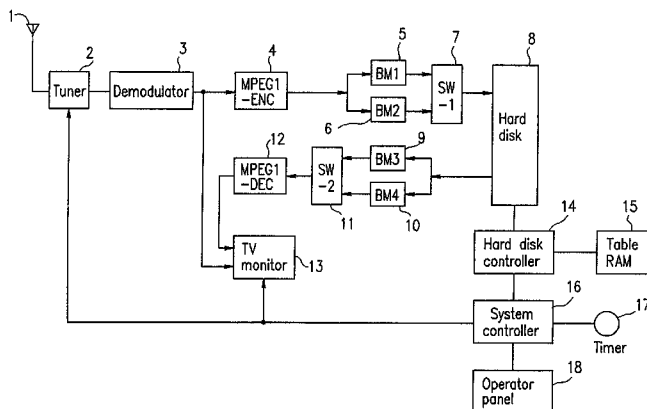 1
2
3
4
5
7
8
Tuner
Demodulator
MPEG1
-ENC
BM1
BM2
6
SW
-1
Hard
disk
12
9
MPEG1
-DEC
SW
-2
11
BM3
BM4
10
TV
monitor
13
14
15
Hard disk
controller
Table
RAM
16
17
System
controller
Timer
18
Operator
panel